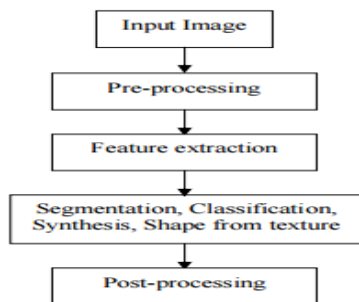 Input Image
Pre-processing
Feature extraction
Segmentation, Classification,
Synthesis, Shape from texture
Post-processing